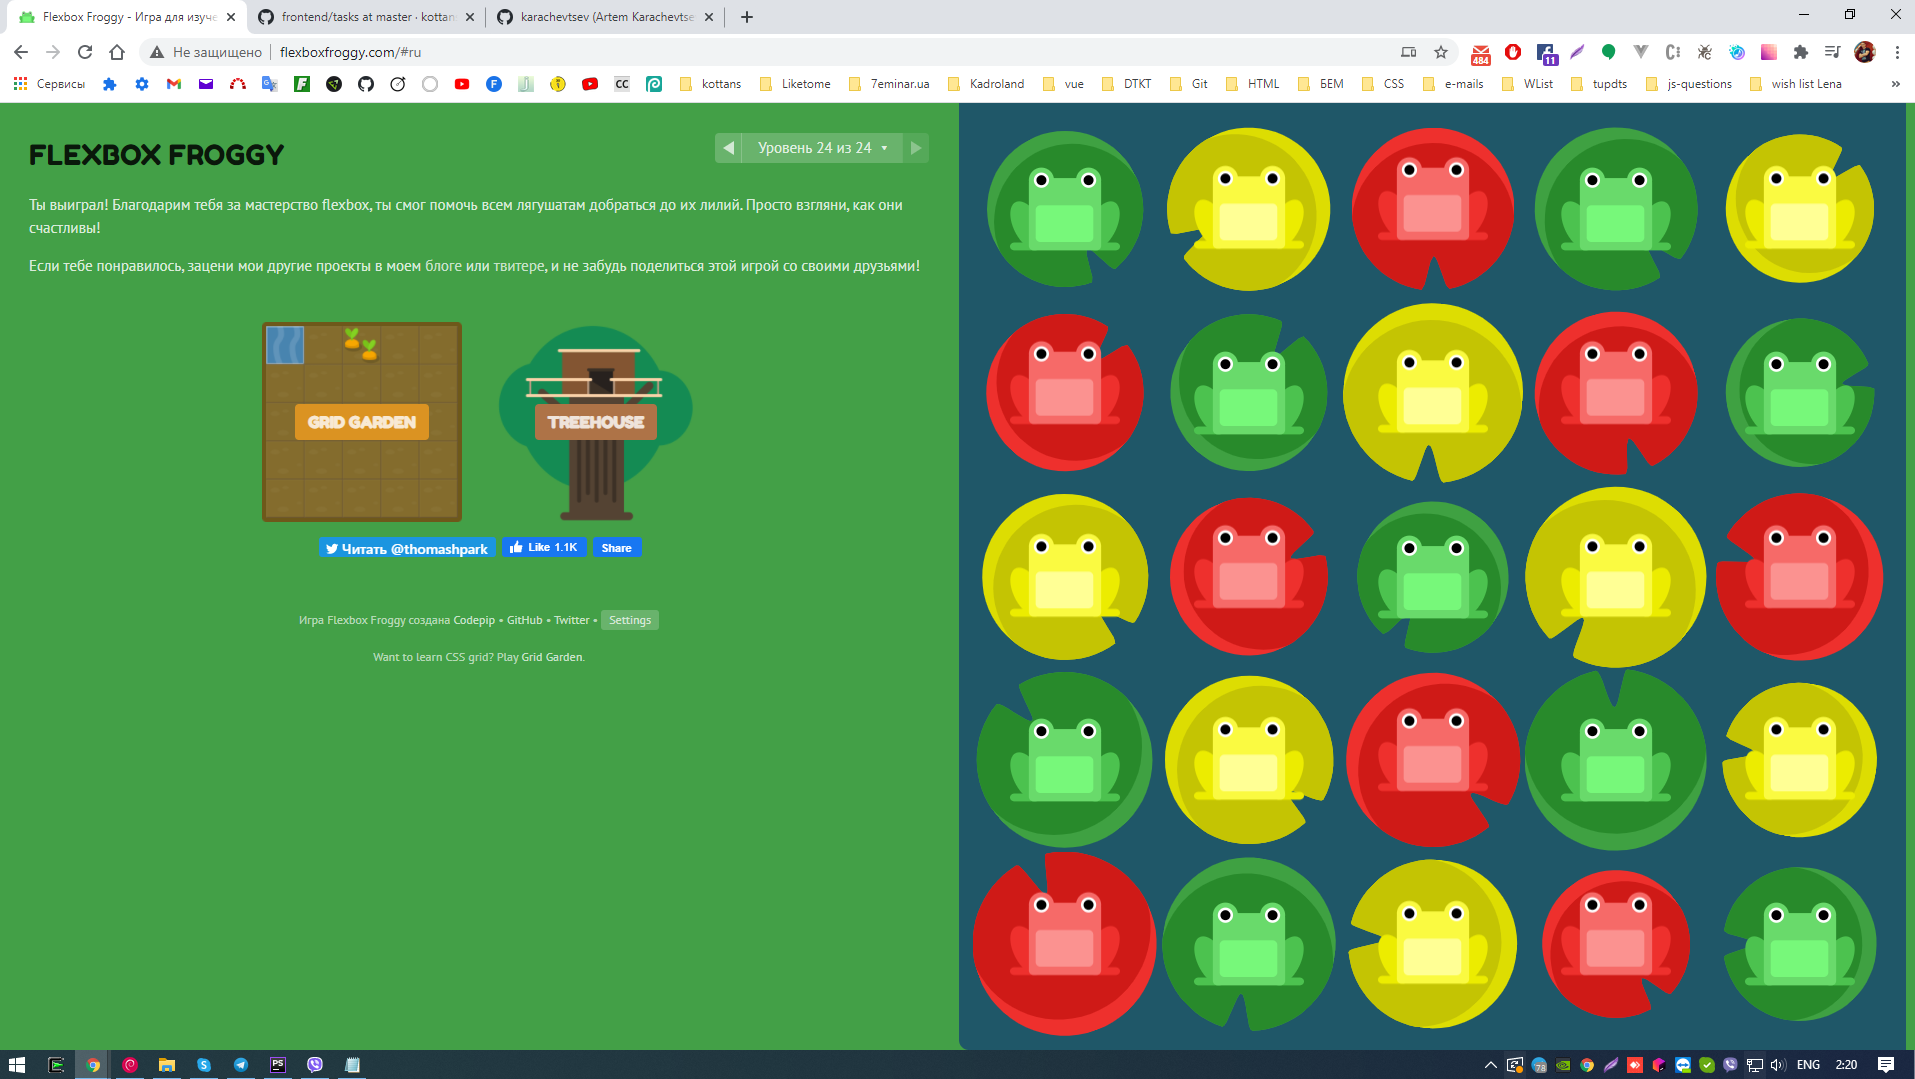 Flexbox Froggy - Игра для изуче
frontend/tasks at master · kottan
karachevtsev (Artem Karachevtse
Не защищено
flexboxfroggy.com/#ru
484
11
Сервисы
CC
kottans
Liketome
7eminar.ua
Kadroland
vue
DTKT
Git
HTML
БЕМ
CSS
e-mails
WList
tupdts
js-questions
wish list Lena
FLEXBOX FROGGY
Уровень 24 из 24
Ты выиграл! Благодарим тебя за мастерство flexbox, ты смог помочь всем лягушатам добраться до их лилий. Просто взгляни, как они
счастливы!
Если тебе понравилось, зацени мои другие проекты в моем блоге или твитере, и не забудь поделиться этой игрой со своими друзьями!
GRID GARDEN
TREEHOUSE
Читать @thomashpark
Like 1.1K
Share
Игра Flexbox Froggy создана Codepip • GitHub • Twitter • Settings
Want to learn CSS grid? Play Grid Garden.
PS
78
ENG
2:20